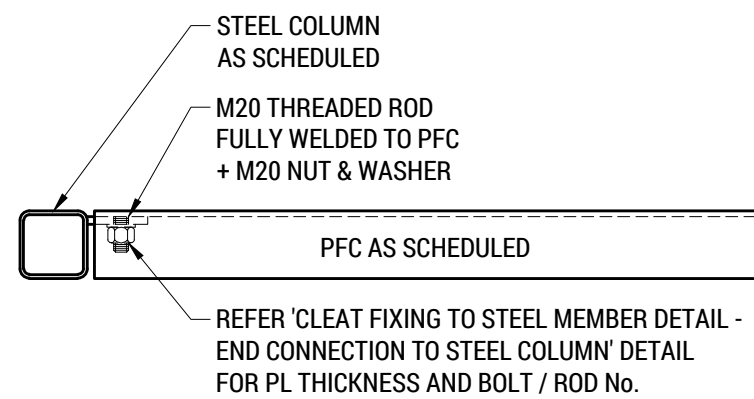 STEEL COLUMN
AS SCHEDULED
M20 THREADED ROD
FULLY WELDED TO PFC
+ M20 NUT & WASHER
PFC AS SCHEDULED
REFER 'CLEAT FIXING TO STEEL MEMBER DETAIL -
END CONNECTION TO STEEL COLUMN' DETAIL
FOR PL THICKNESS AND BOLT / ROD No.